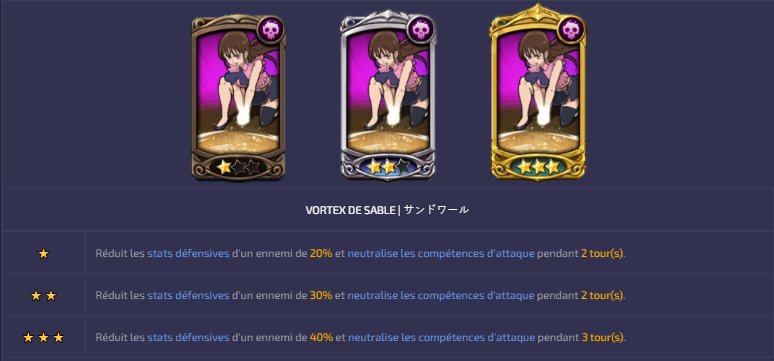 VORTEX DE SABLE | サンドワール
Réduit les stats défensives d'un ennemi de 20% et neutralise les compétences d'attaque pendant 2 tour(s).
Réduit les stats défensives d'un ennemi de 30% et neutralise les compétences d'attaque pendant 2 tour(s).
Réduit les stats défensives d'un ennemi de 40% et neutralise les compétences d'attaque pendant 3 tour(s).